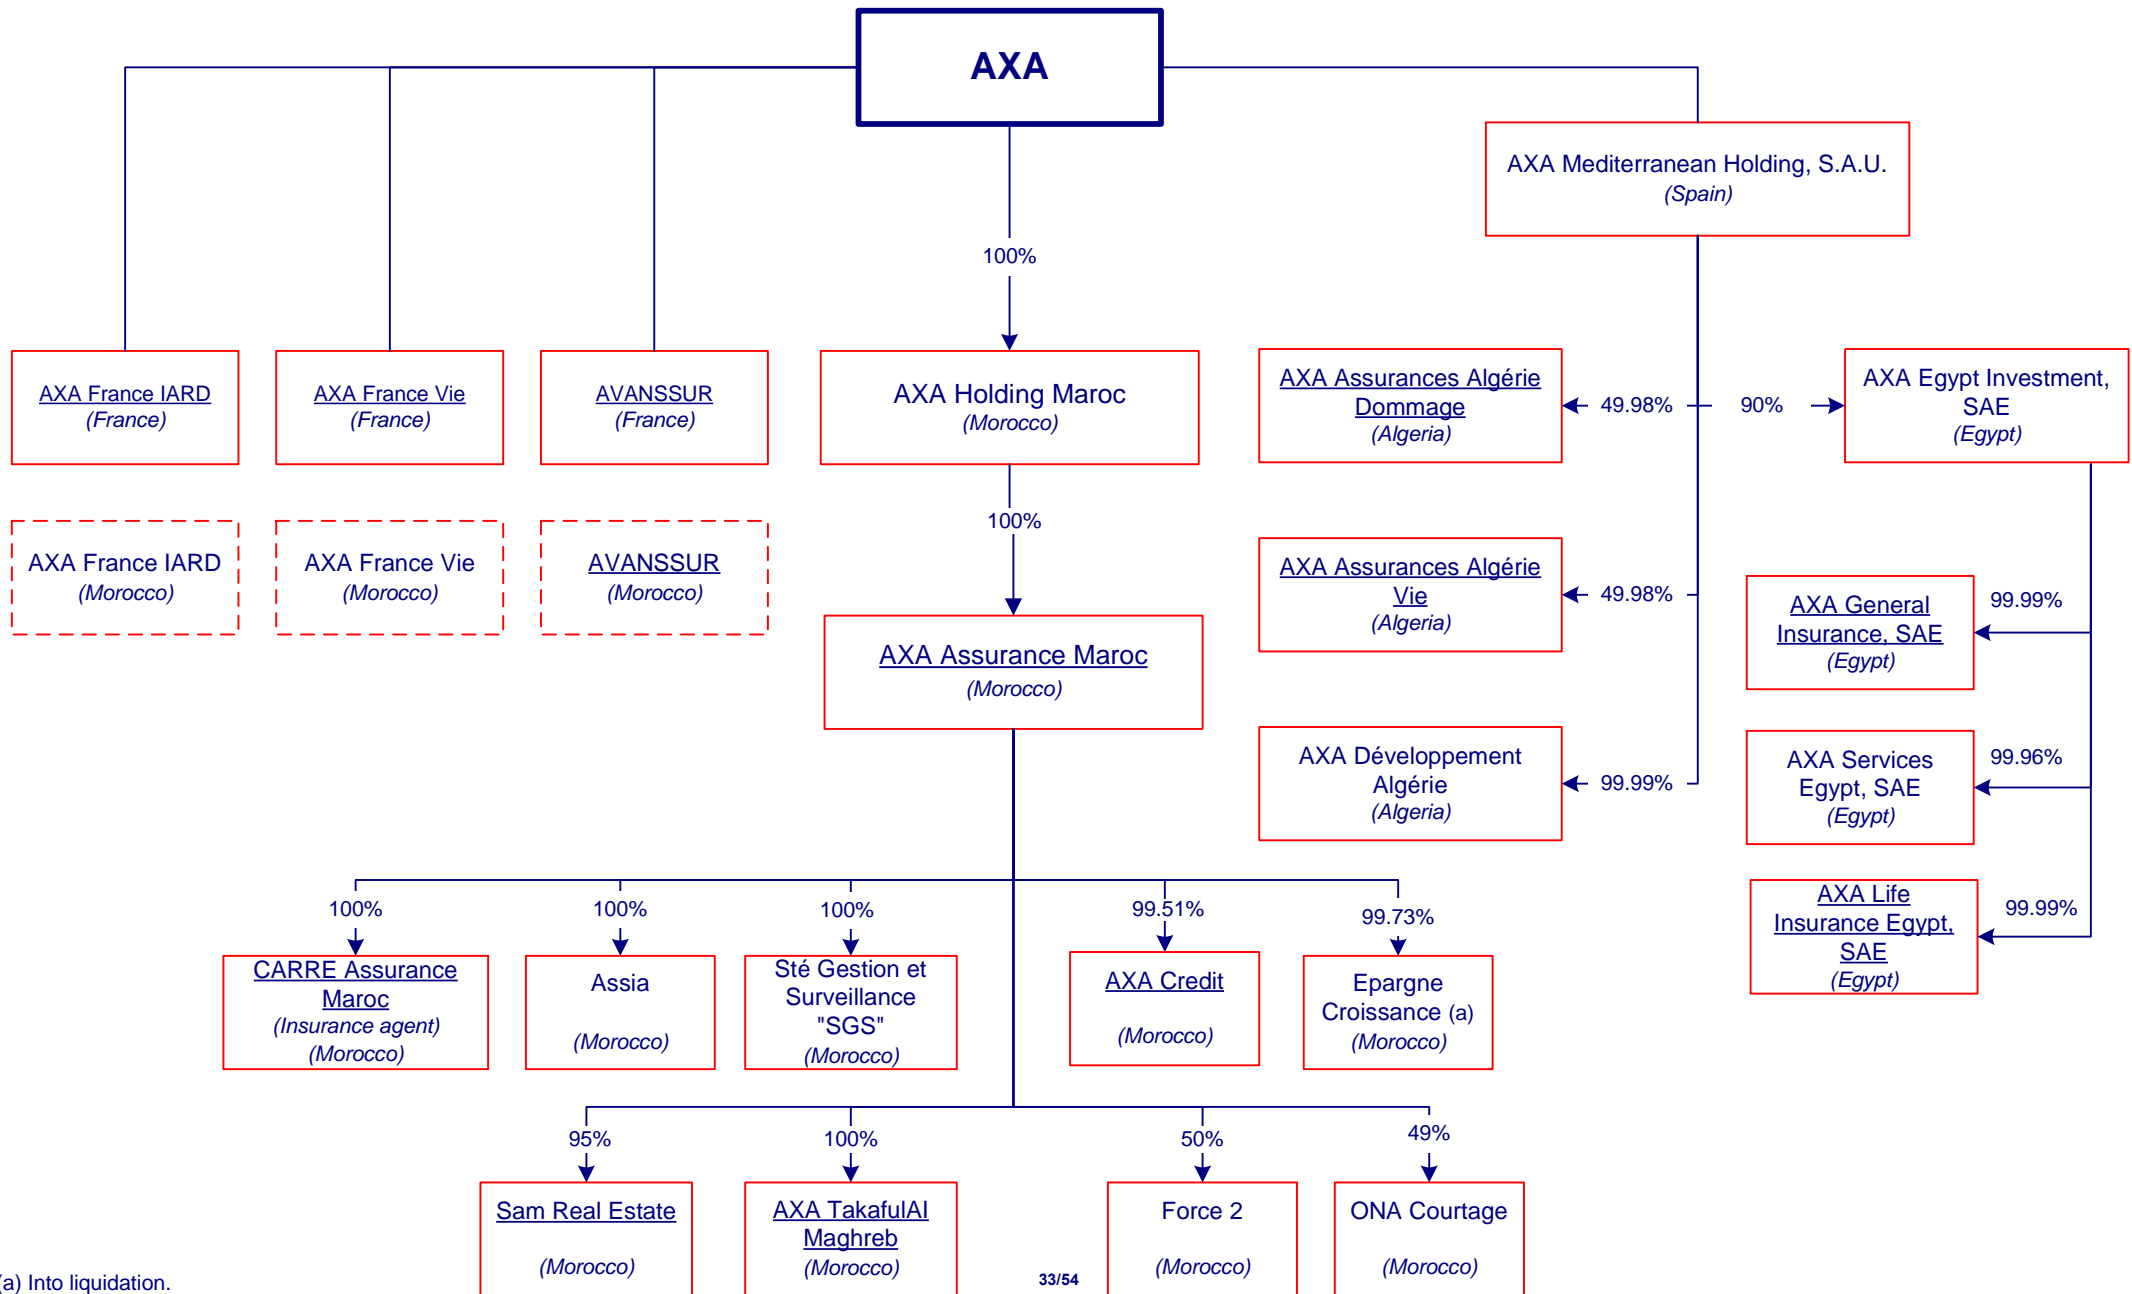 AXA
AXA Mediterranean Holding, S.A.U.
(Spain)
100%
AXA France IARD
(France)
AXA France Vie
(France)
AVANSSUR
(France)
AXA Holding Maroc
(Morocco)
AXA Assurances Algérie
Dommage
(Algeria)
49.98%
90%
AXA Egypt Investment,
SAE
(Egypt)
100%
AXA France IARD
(Morocco)
AXA France Vie
(Morocco)
AVANSSUR
(Morocco)
AXA Assurances Algérie
Vie
(Algeria)
49.98%
AXA General
Insurance, SAE
(Egypt)
99.99%
AXA Assurance Maroc
(Morocco)
AXA Développement
Algérie
(Algeria)
99.99%
AXA Services
Egypt, SAE
(Egypt)
99.96%
AXA Life
Insurance Egypt,
SAE
(Egypt)
99.99%
100%
100%
100%
99.51%
99.73%
CARRE Assurance
Maroc
(Insurance agent)
(Morocco)
Assia
(Morocco)
Sté Gestion et
Surveillance
"SGS"
(Morocco)
AXA Credit
(Morocco)
Epargne
Croissance (a)
(Morocco)
95%
100%
50%
49%
Sam Real Estate
(Morocco)
AXA TakafulAI
Maghreb
(Morocco)
Force 2
(Morocco)
ONA Courtage
(Morocco)
(a) Into liquidation.
33/54